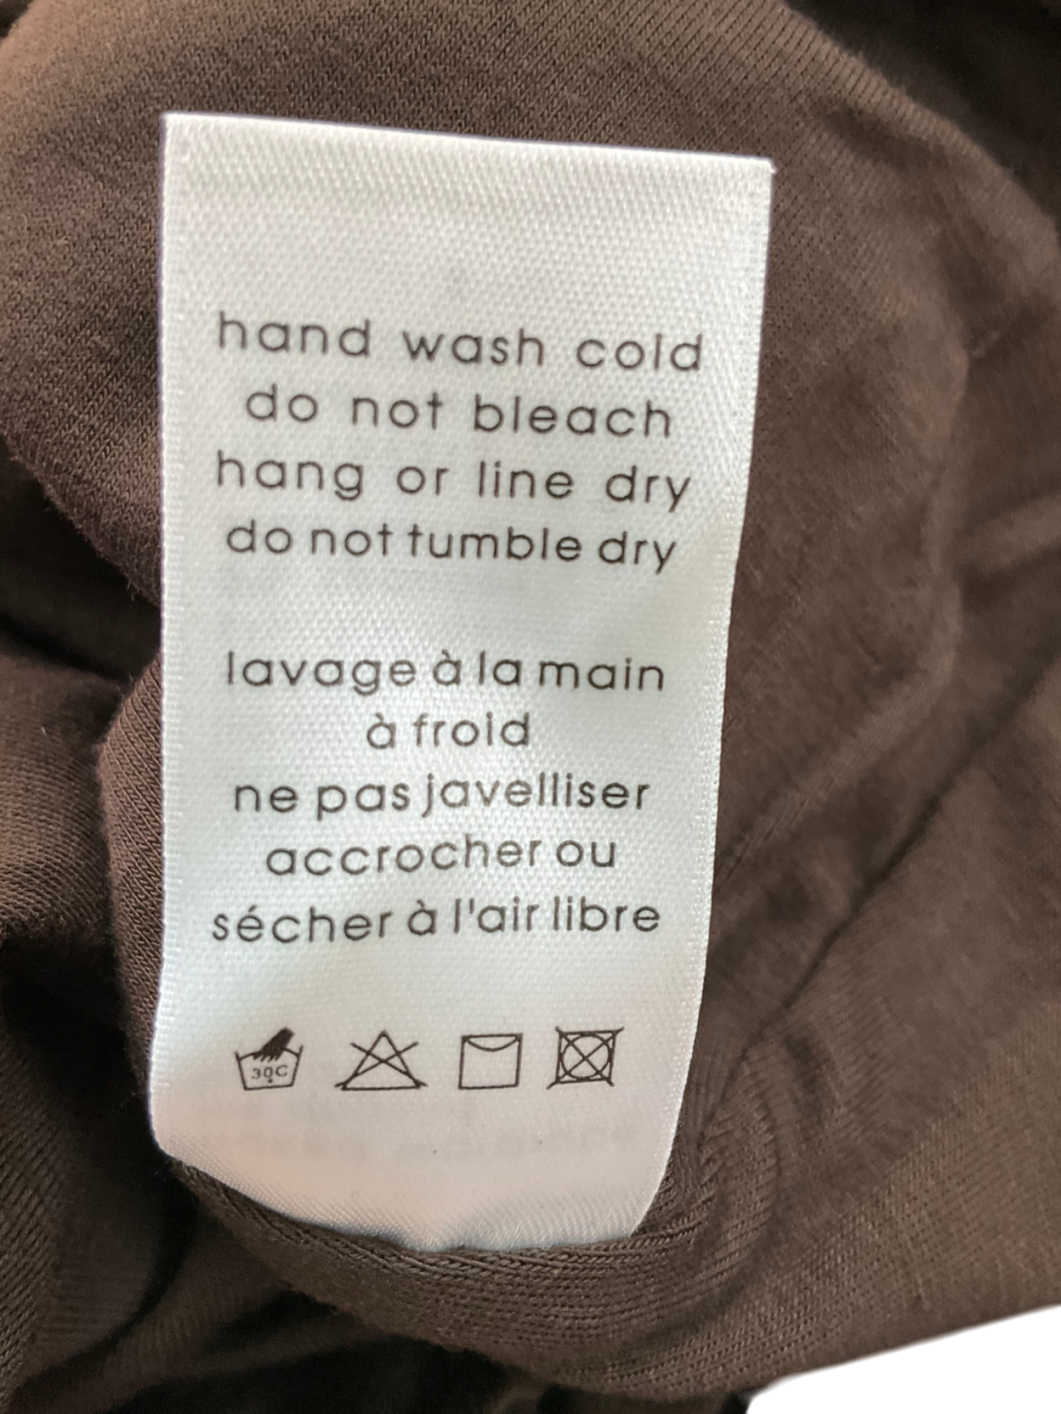 hand wash cold
do not bleach
hang or line dry
do not tumble dry
lavage à la main
à froid
ne pas javelliser
accrocher ou
sécher à l'air libre
30C